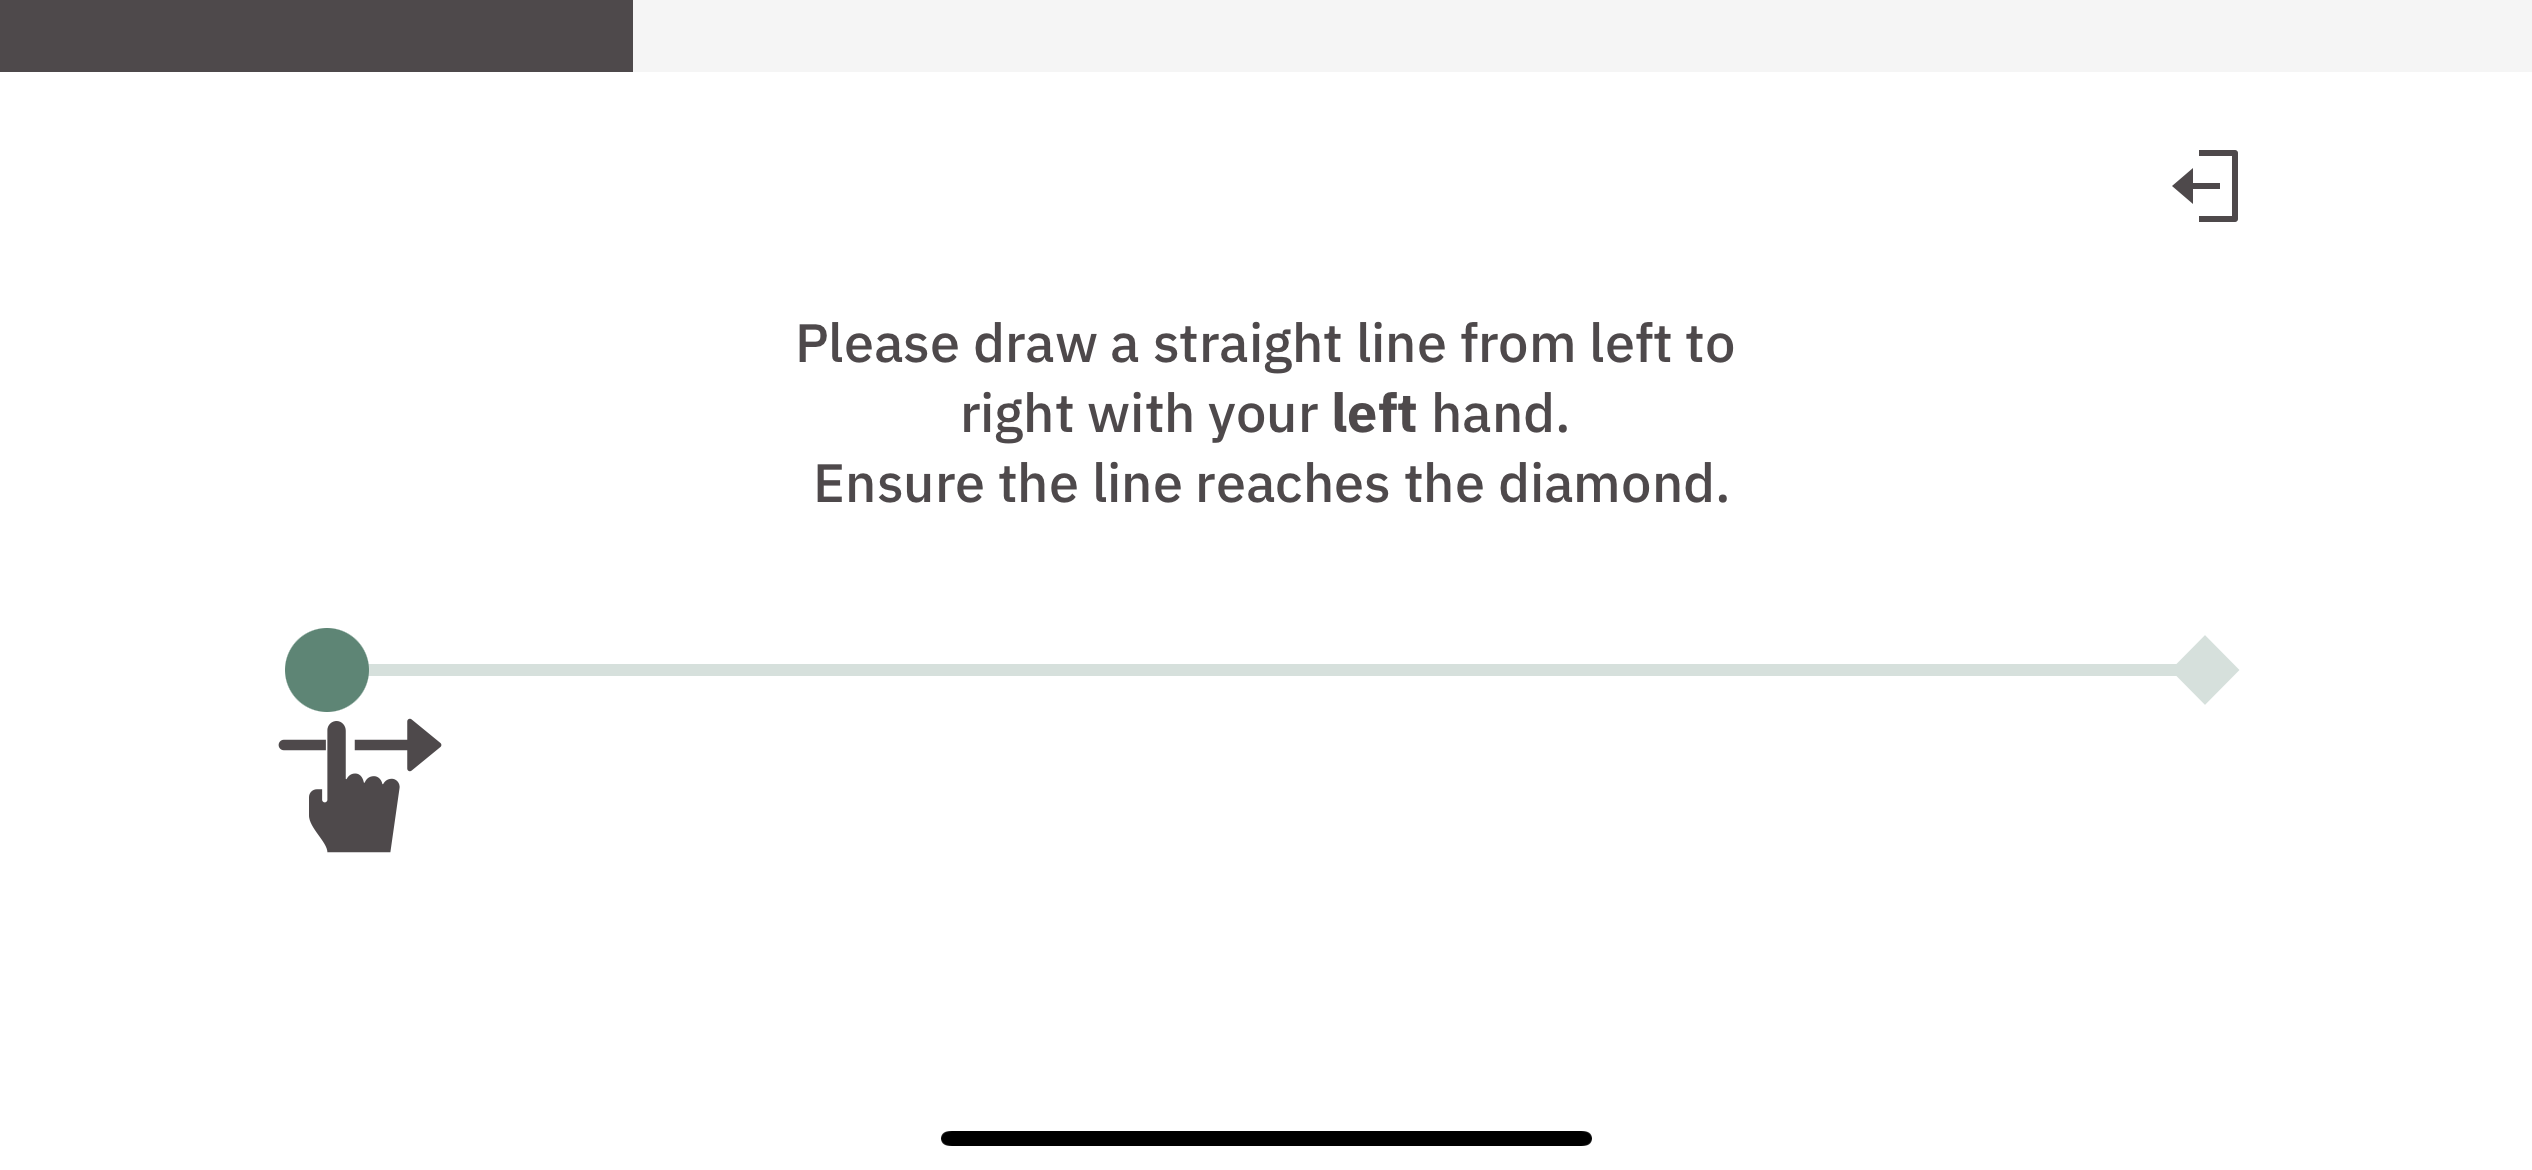 Please draw a straight line from left to
right with your left hand.
Ensure the line reaches the diamond.